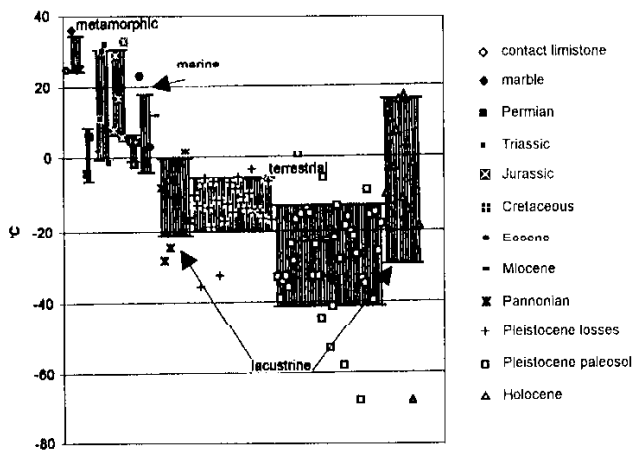 40
20
0
-20
-40
-60
-80
°C
metamorphic
marine
terrestrial
lacustrine
contact limistone
marble
Permian
Triassic
Jurassic
Cretaceous
Eocene
Miocene
Pannonian
Pleistocene losses
Pleistocene paleosol
Holocene